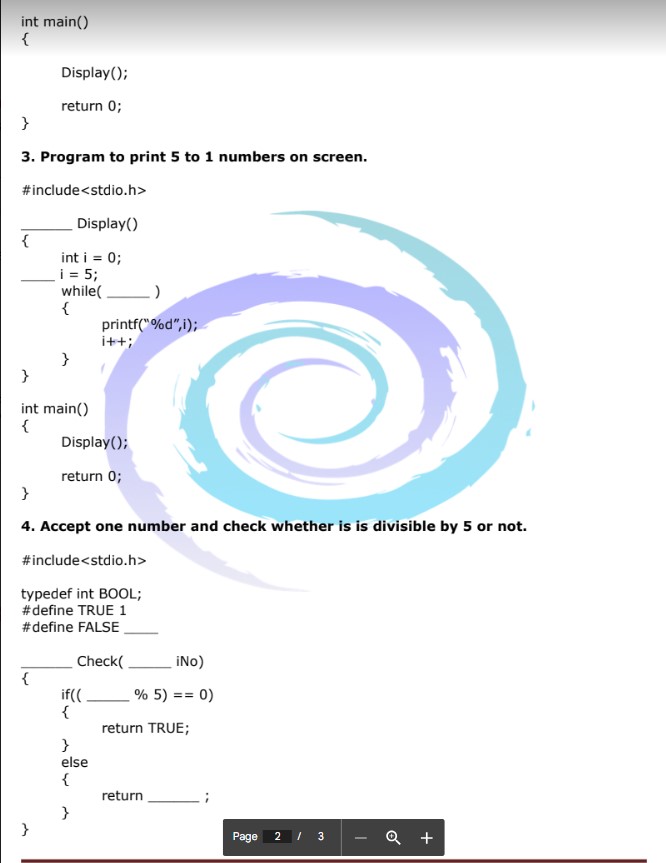 int main()
{
Display();
return 0;
}
3. Program to print 5 to 1 numbers on screen.
#include<stdio.h>
______ Display()
{
int i = 0;
____ i = 5;
while( _____ )
{
printf("%d",i);
i++;
}
}
int main()
{
Display();
return 0;
}
4. Accept one number and check whether is is divisible by 5 or not.
#include<stdio.h>
typedef int BOOL;
#define TRUE 1
#define FALSE ____
______ Check( _____ iNo)
{
if(( _____ % 5) == 0)
{
return TRUE;
}
else
{
return ______ ;
}
}
Page 2 / 3